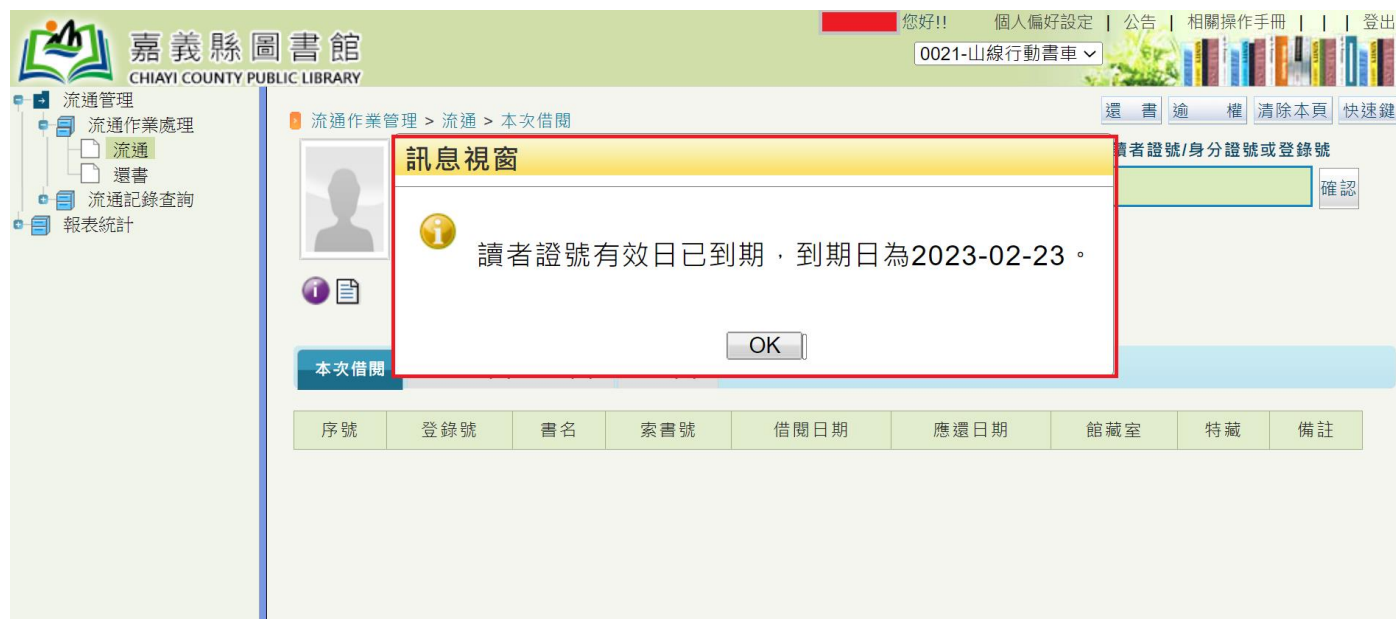 嘉義縣圖書館
CHIAYI COUNTY PUBLIC LIBRARY
您好!! 個人偏好設定 | 公告 | 相關操作手冊 | | | 登出
0021-山線行動書車
流通管理
流通作業處理
流通
還書
流通記錄查詢
報表統計
流通作業管理 > 流通 > 本次借閱
還 書 逾 權 清除本頁 快速鍵
讀者證號/身分證號或登錄號
確認
訊息視窗
讀者證號有效日已到期,到期日為2023-02-23。
OK
本次借閱
序號 登錄號 書名 索書號 借閱日期 應還日期 館藏室 特藏 備註